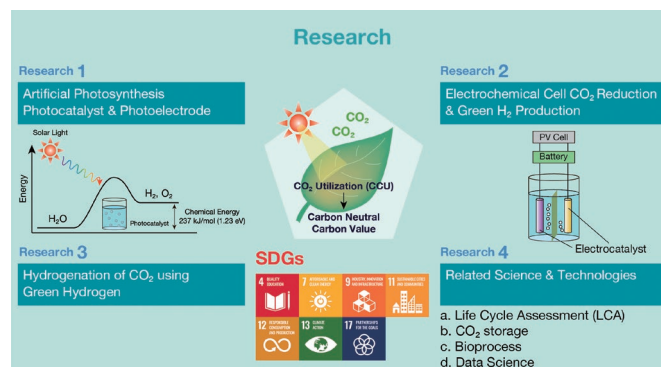 Research
Research 1
Artificial Photosynthesis
Photocatalyst & Photoelectrode
Solar Light
Energy
H₂O
H₂, O₂
Photocatalyst
Chemical Energy
237 kJ/mol (1.23 eV)
CO₂
CO₂
CO₂ Utilization (CCU)
Carbon Neutral
Carbon Value
Research 2
Electrochemical Cell CO₂ Reduction
& Green H₂ Production
PV Cell
Battery
Electrocatalyst
Research 3
Hydrogenation of CO₂ using
Green Hydrogen
SDGs
4 QUALITY
EDUCATION
7 AFFORDABLE AND
CLEAN ENERGY
9 INDUSTRY, INNOVATION
AND INFRASTRUCTURE
11 SUSTAINABLE CITIES
AND COMMUNITIES
12 RESPONSIBLE
CONSUMPTION
AND PRODUCTION
13 CLIMATE
ACTION
17 PARTNERSHIPS
FOR THE GOALS
Research 4
Related Science & Technologies
a. Life Cycle Assessment (LCA)
b. CO₂ storage
c. Bioprocess
d. Data Science